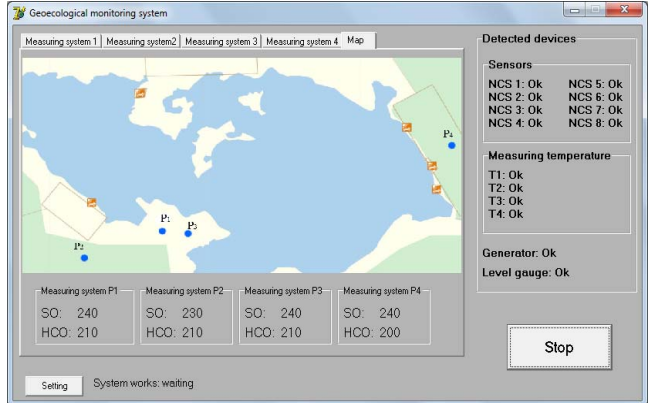 Geoecological monitoring system
Measuring system 1 Measuring system2 Measuring system 3 Measuring system 4 Map
P4
P1
P3
P2
Measuring system P1
SO: 240
HCO: 210
Measuring system P2
SO: 230
HCO: 210
Measuring system P3
SO: 240
HCO: 210
Measuring system P4
SO: 240
HCO: 200
Setting
System works: waiting
Detected devices
Sensors
NCS 1: Ok NCS 5: Ok
NCS 2: Ok NCS 6: Ok
NCS 3: Ok NCS 7: Ok
NCS 4: Ok NCS 8: Ok
Measuring temperature
T1: Ok
T2: Ok
T3: Ok
T4: Ok
Generator: Ok
Level gauge: Ok
Stop